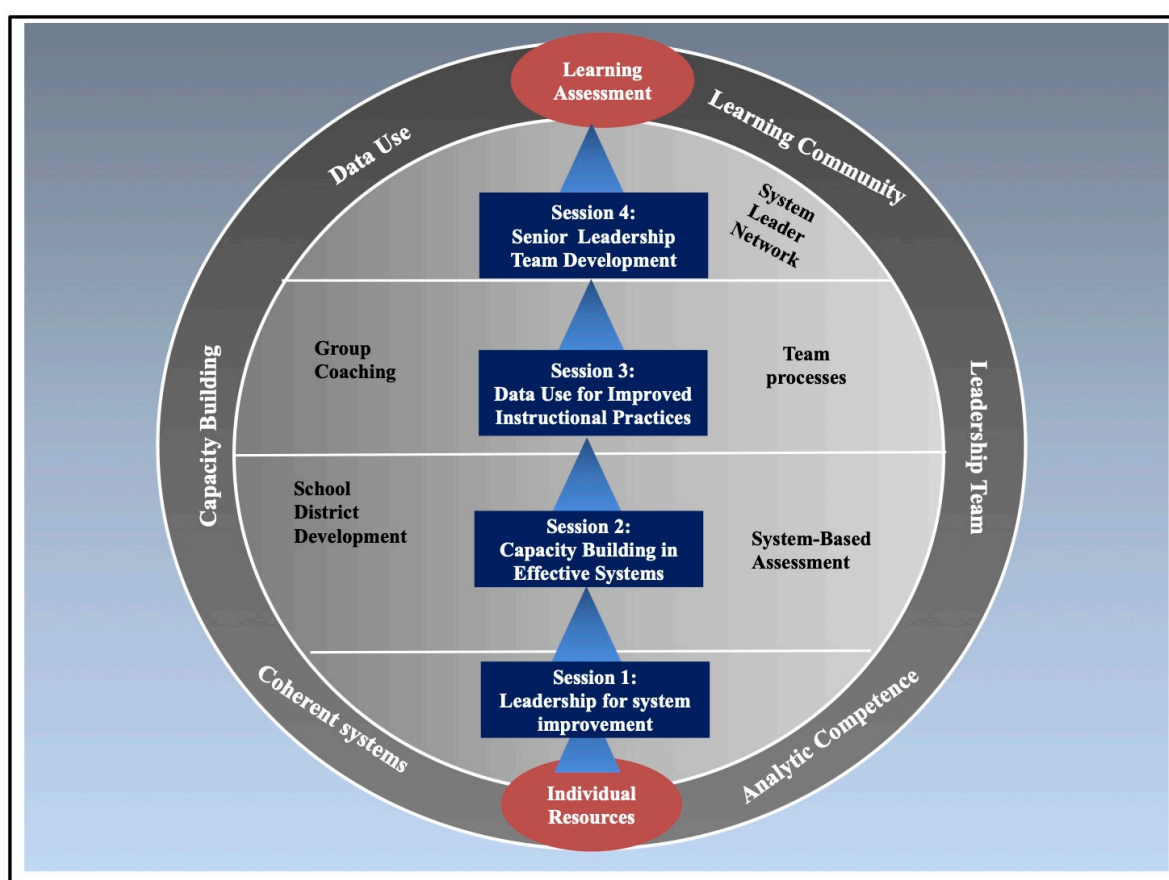 Learning
Assessment
Learning Community
Data Use
System
Leader
Network
Session 4:
Senior Leadership
Team Development
Group
Coaching
Team
processes
Session 3:
Data Use for Improved
Instructional Practices
Capacity Building
Leadership Team
School
District
Development
Session 2:
Capacity Building in
Effective Systems
System-Based
Assessment
Session 1:
Leadership for system
improvement
Coherent systems
Analytic Competence
Individual
Resources